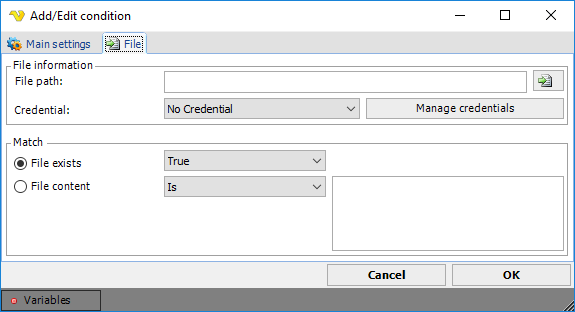 Add/Edit condition
Main settings File
File information
File path:
Credential: No Credential Manage credentials
Match
File exists True
File content Is
Cancel OK
Variables